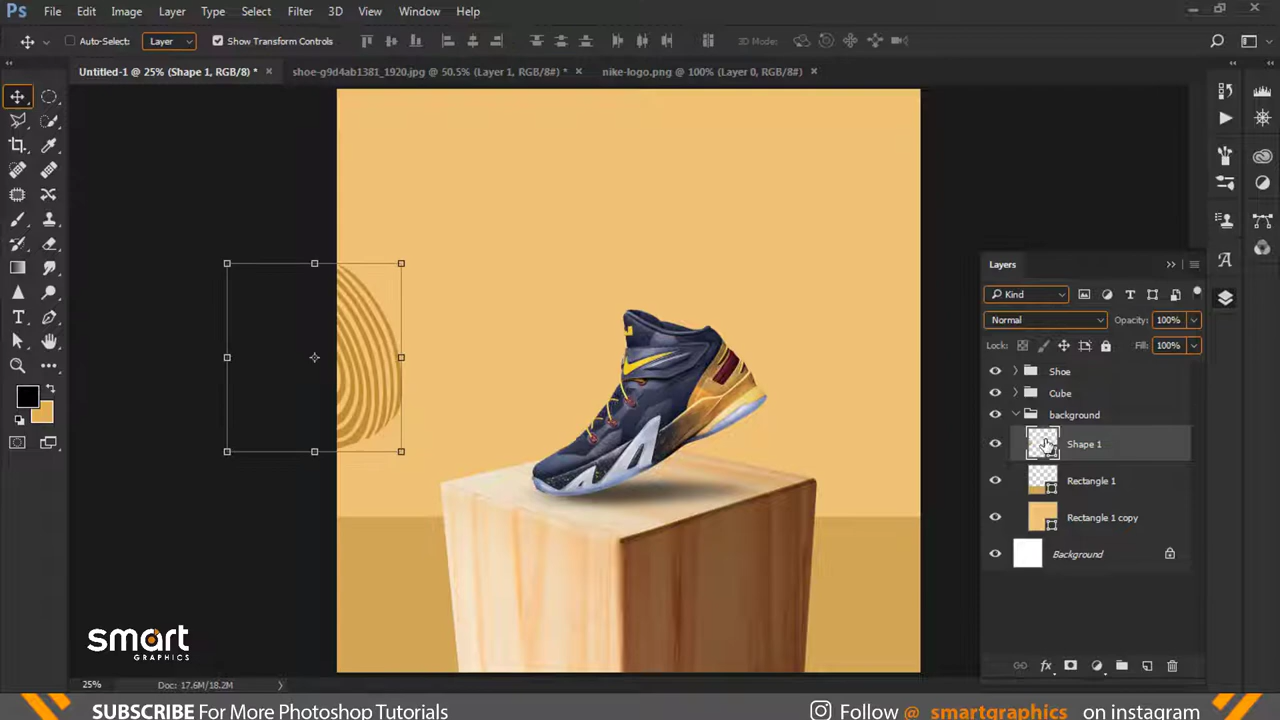 Ps File Edit Image Layer Type Select Filter 3D View Window Help
Auto-Select: Layer Show Transform Controls 3D Mode:
Untitled-1 @ 25% (Shape 1, RGB/8) * × shoe-g9d4ab1381_1920.jpg @ 50.5% (Layer 1, RGB/8#) * × nike-logo.png @ 100% (Layer 0, RGB/8#) ×
Layers
Kind
Normal Opacity: 100%
Lock: Fill: 100%
Shoe
Cube
background
Shape 1
Rectangle 1
Rectangle 1 copy
Background
smart
GRAPHICS
25% Doc: 17.6M/18.2M
SUBSCRIBE For More Photoshop Tutorials Follow @ smartgraphics on instagram